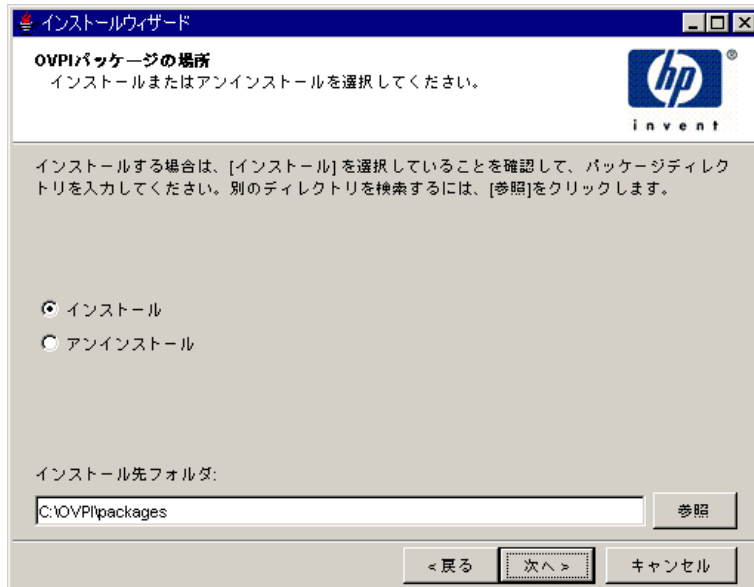 インストールウィザード
OVPIパッケージの場所
インストールまたはアンインストールを選択してください。
hp
®
invent
インストールする場合は、[インストール] を選択していることを確認して、パッケージディレク
トリを入力してください。別のディレクトリを検索するには、[参照]をクリックします。
インストール
アンインストール
インストール先フォルダ:
C:\OVPI\packages
参照
<戻る
次へ>
キャンセル